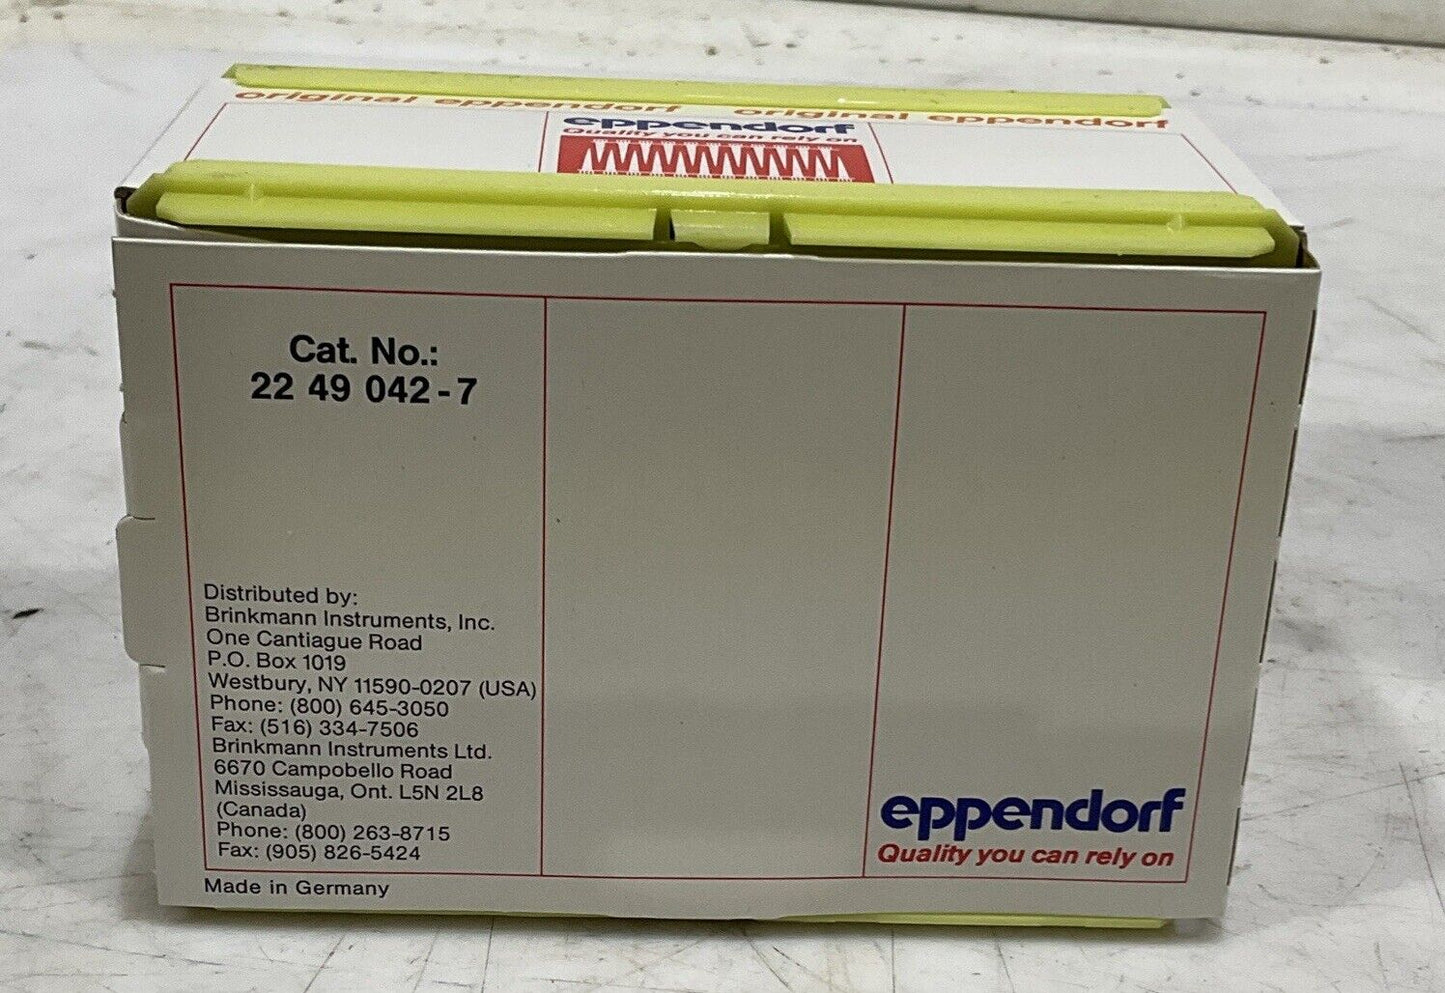 original eppendorf original eppendorf
eppendorf
Quality you can rely on
Cat. No.:
22 49 042-7
Distributed by:
Brinkmann Instruments, Inc.
One Cantiague Road
P.O. Box 1019
Westbury, NY 11590-0207 (USA)
Phone: (800) 645-3050
Fax: (516) 334-7506
Brinkmann Instruments Ltd.
6670 Campobello Road
Mississauga, Ont. L5N 2L8
(Canada)
Phone: (800) 263-8715
Fax: (905) 826-5424
Made in Germany
eppendorf
Quality you can rely on